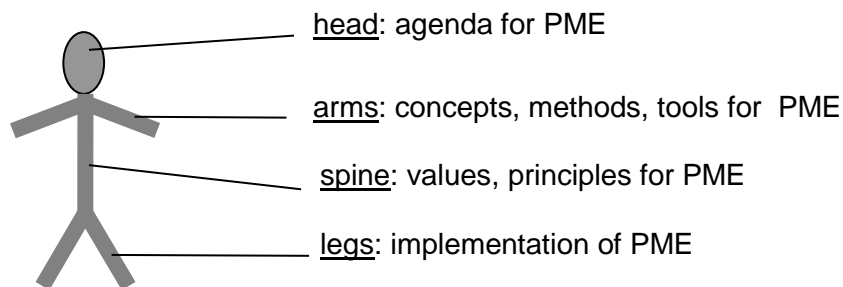 head: agenda for PME
arms: concepts, methods, tools for  PME
spine: values, principles for PME
legs: implementation of PME